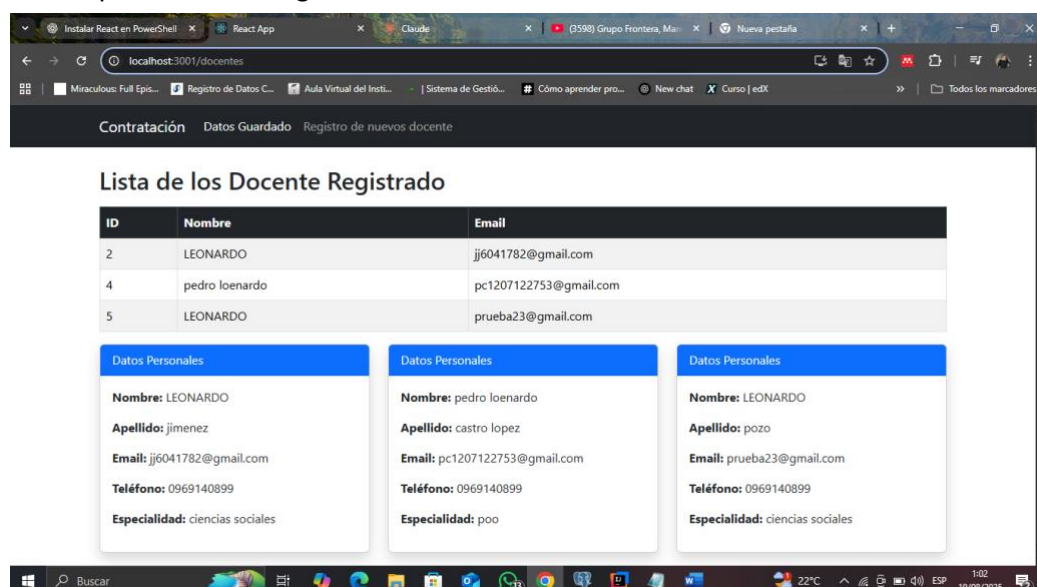 Instalar React en PowerShell
React App
Claude
(3598) Grupo Frontera, Man
Nueva pestaña
localhost:3001/docentes
Miraculous: Full Epis...
Registro de Datos C...
Aula Virtual del Insti...
| Sistema de Gestió...
Cómo aprender pro...
New chat
Curso | edX
»
Todos los marcadores
Contratación Datos Guardado Registro de nuevos docente
Lista de los Docente Registrado
ID Nombre Email
2 LEONARDO jj6041782@gmail.com
4 pedro loenardo pc1207122753@gmail.com
5 LEONARDO prueba23@gmail.com
Datos Personales
Nombre: LEONARDO
Apellido: jimenez
Email: jj6041782@gmail.com
Teléfono: 0969140899
Especialidad: ciencias sociales
Datos Personales
Nombre: pedro loenardo
Apellido: castro lopez
Email: pc1207122753@gmail.com
Teléfono: 0969140899
Especialidad: poo
Datos Personales
Nombre: LEONARDO
Apellido: pozo
Email: prueba23@gmail.com
Teléfono: 0969140899
Especialidad: ciencias sociales
Buscar
22°C
ESP
1:02